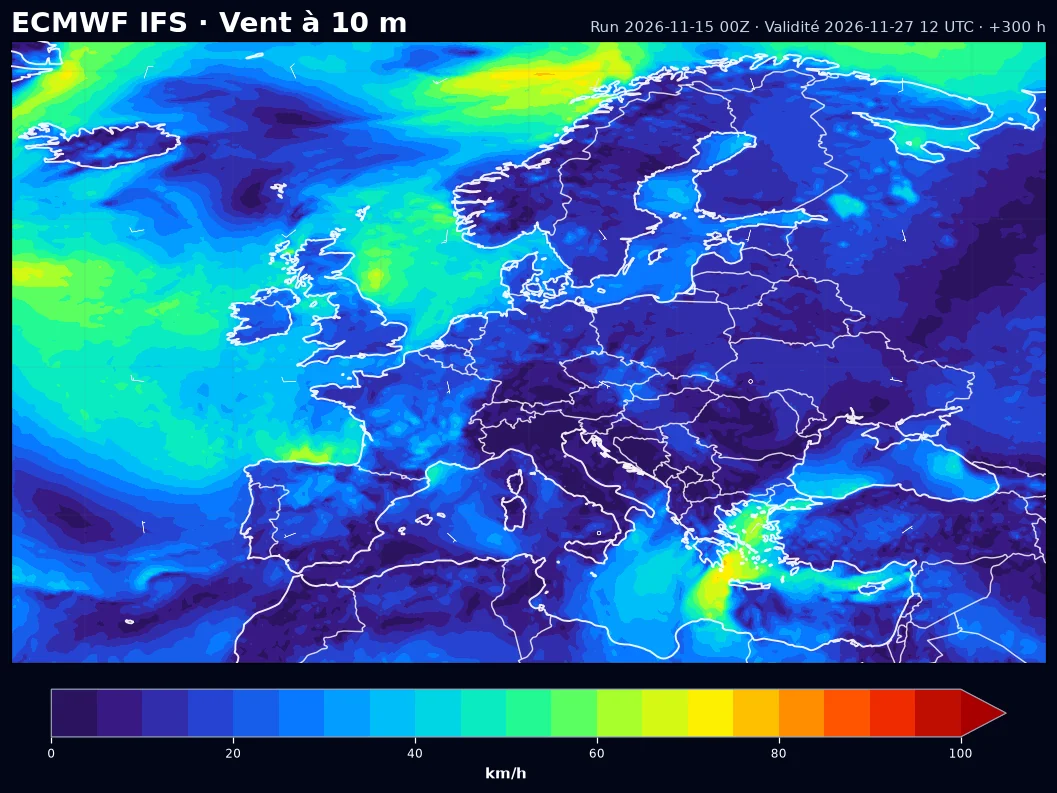 ECMWF IFS · Vent à 10 m
Run 2026-11-15 00Z · Validité 2026-11-27 12 UTC · +300 h
0 20 40 60 80 100
km/h